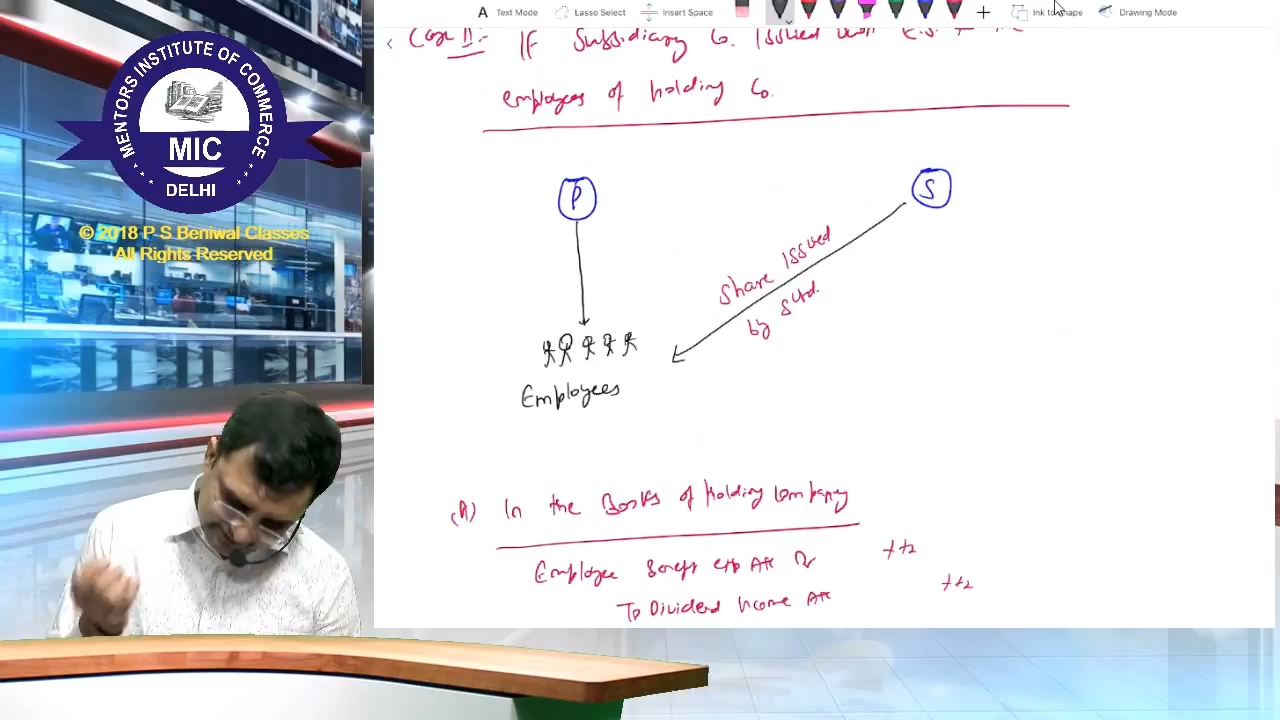 Text Mode Lasso Select Insert Space Ink to Shape Drawing Mode
Case II:- If Subsidiary Co. Issued
employees of holding Co.
MENTORS INSTITUTE OF COMMERCE
MIC
DELHI
© 2018 P S Beniwal Classes
All Rights Reserved
P
S
Share Issued
by S Ltd.
Employees
(A) In the Books of Holding Company
Employee Benefit exp A/c Dr
To Dividend Income A/c